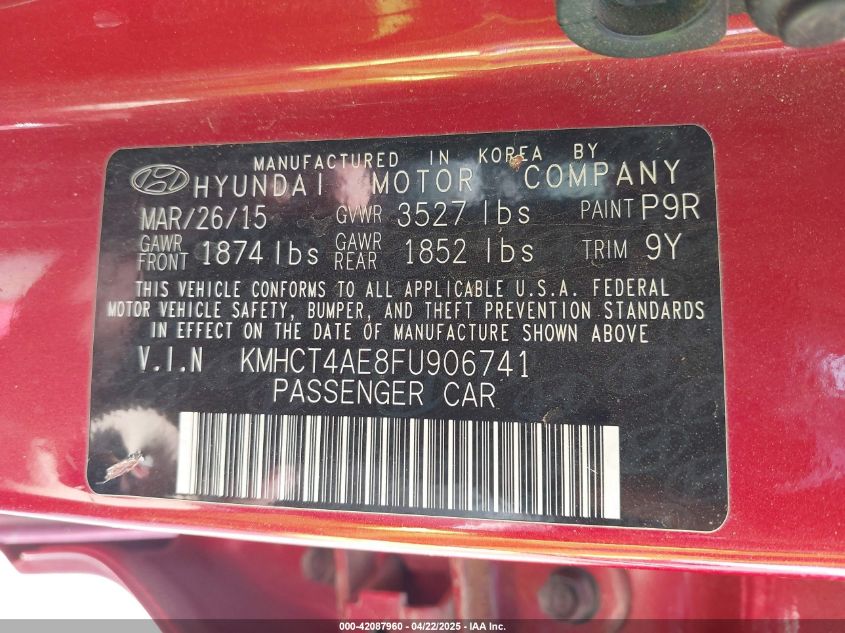 MANUFACTURED IN KOREA BY
HYUNDAI MOTOR COMPANY
MAR/26/15 GVWR 3527 lbs PAINT P9R
GAWR FRONT 1874 lbs GAWR REAR 1852 lbs TRIM 9Y
THIS VEHICLE CONFORMS TO ALL APPLICABLE U.S.A. FEDERAL
MOTOR VEHICLE SAFETY, BUMPER, AND THEFT PREVENTION STANDARDS
IN EFFECT ON THE DATE OF MANUFACTURE SHOWN ABOVE
V.I.N KMHCT4AE8FU906741
PASSENGER CAR
000-42087960 - 04/22/2025 - IAA Inc.